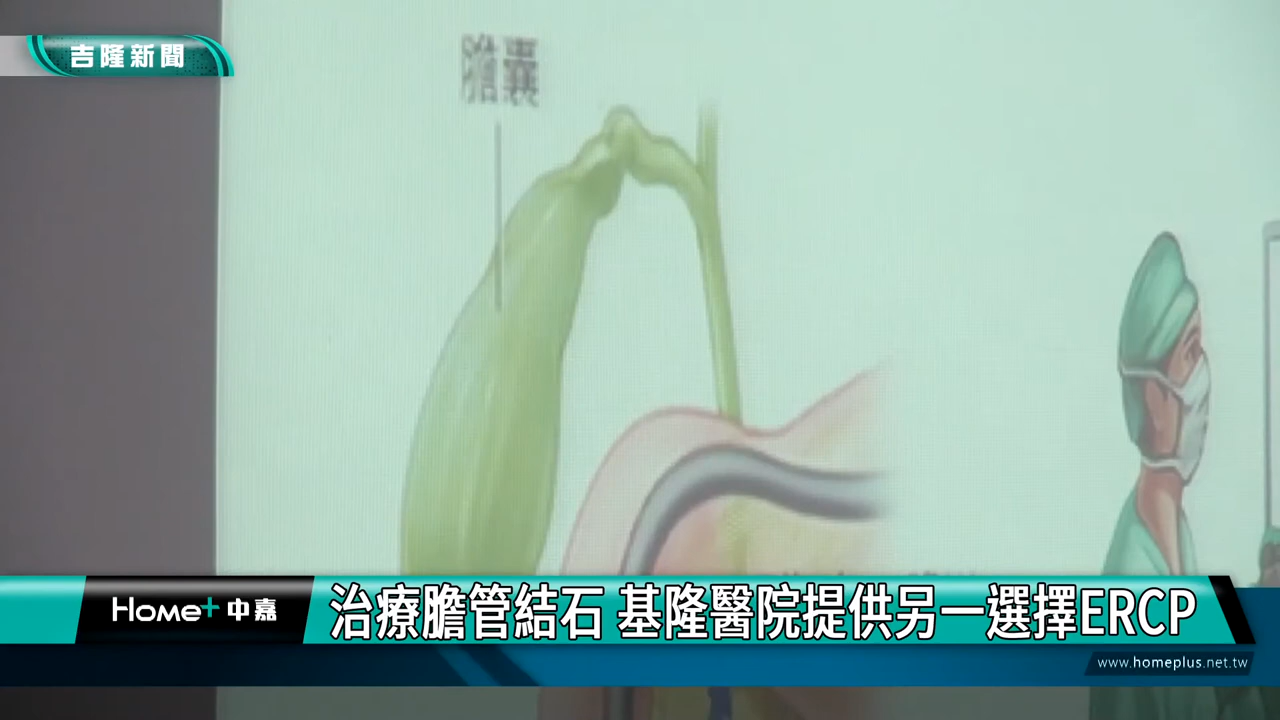 吉隆新聞
膽囊
Home+ 中嘉
治療膽管結石 基隆醫院提供另一選擇ERCP
www.homeplus.net.tw